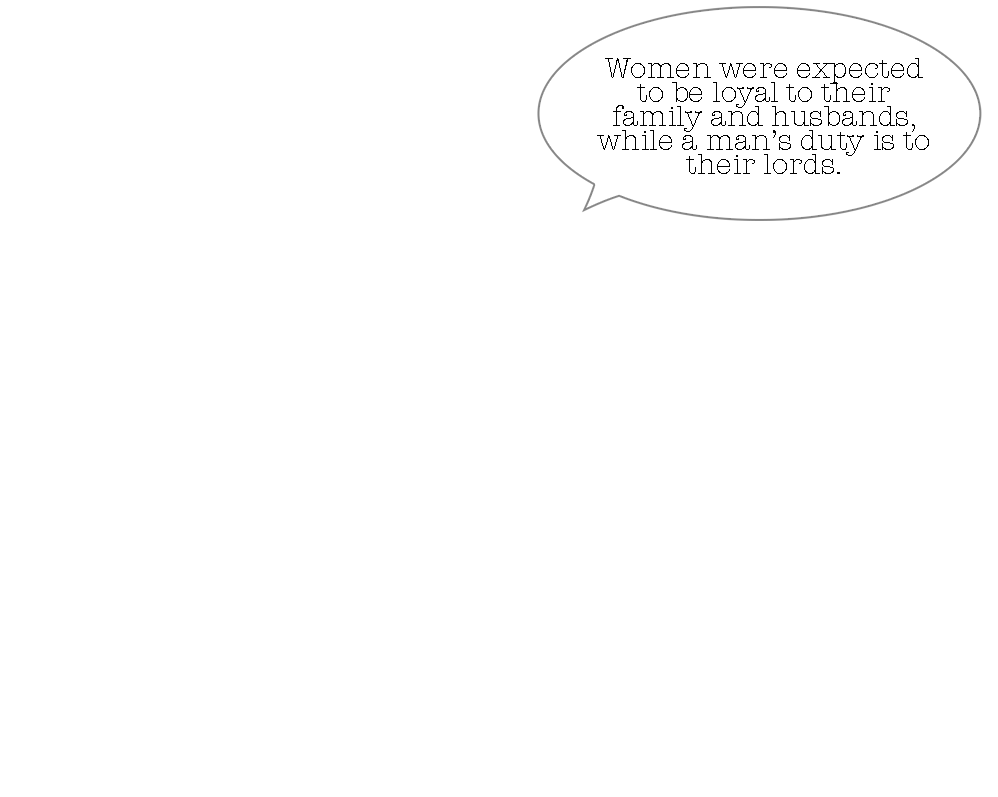 Women were expected
to be loyal to their
family and husbands,
while a man's duty is to
their lords.